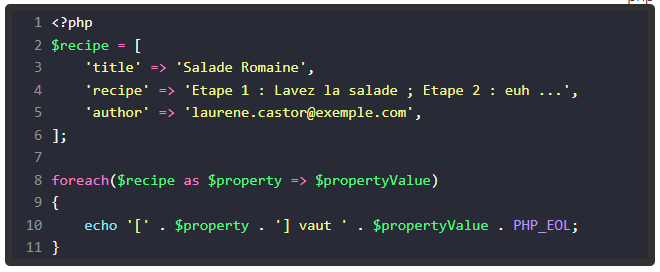 1 <?php
2 $recipe = [
3     'title' => 'Salade Romaine',
4     'recipe' => 'Etape 1 : Lavez la salade ; Etape 2 : euh ...',
5     'author' => 'laurene.castor@exemple.com',
6 ];
7
8 foreach($recipe as $property => $propertyValue)
9 {
10     echo '[' . $property . '] vaut ' . $propertyValue . PHP_EOL;
11 }